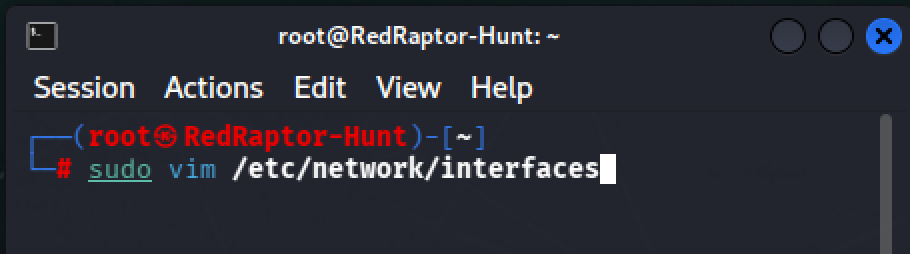 root@RedRaptor-Hunt: ~
Session Actions Edit View Help
┌──(root㉿RedRaptor-Hunt)-[~]
└─# sudo vim /etc/network/interfaces